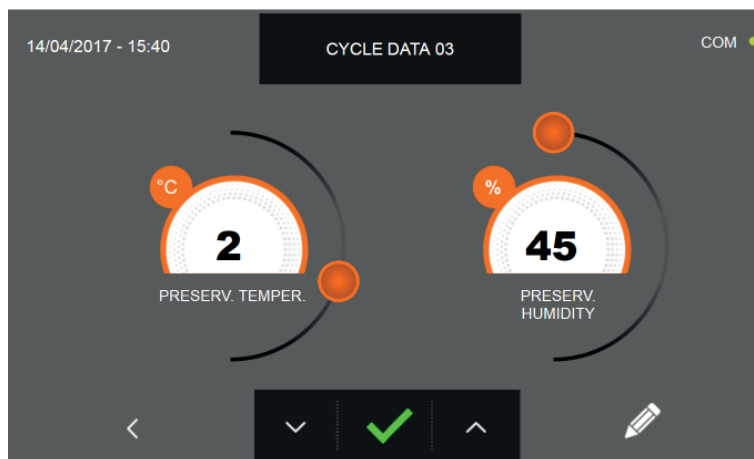 14/04/2017 - 15:40
CYCLE DATA 03
COM
°C
2
PRESERV. TEMPER.
%
45
PRESERV.
HUMIDITY